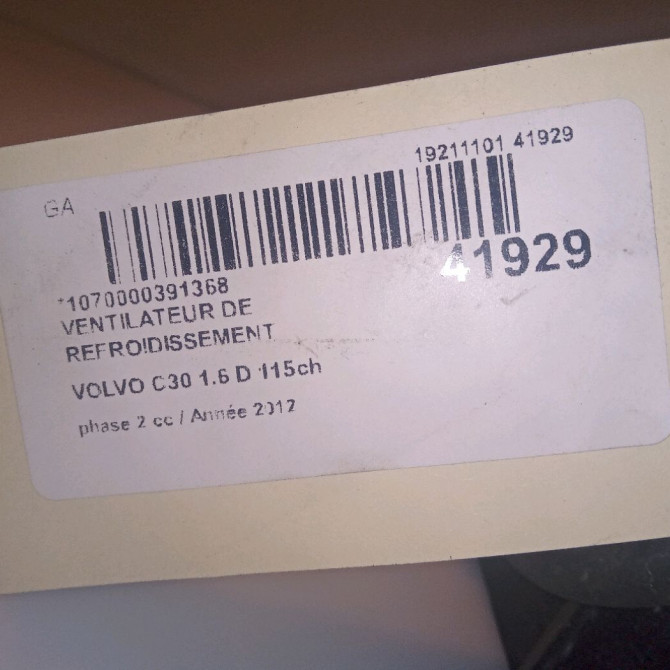 GA
19211101 41929
41929
*1070000391368
VENTILATEUR DE
REFROIDISSEMENT
VOLVO C30 1.6 D 115ch
phase 2 cc / Année 2012